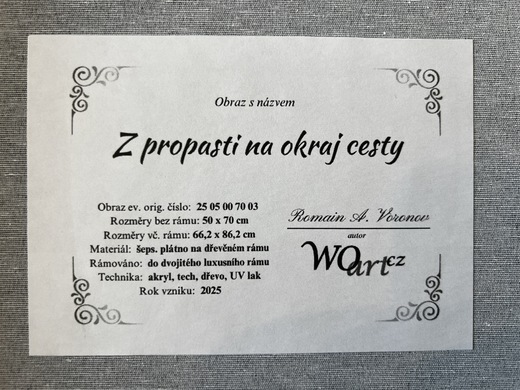 Obraz s názvem
Z propasti na okraj cesty
Obraz ev. orig. číslo: 25 05 00 70 03
Rozměry bez rámu: 50 x 70 cm
Rozměry vč. rámu: 66,2 x 86,2 cm
Materiál: šeps. plátno na dřevěném rámu
Rámováno: do dvojitého luxusního rámu
Technika: akryl, tech, dřevo, UV lak
Rok vzniku: 2025
Romain A. Voronov
autor
WOart.cz